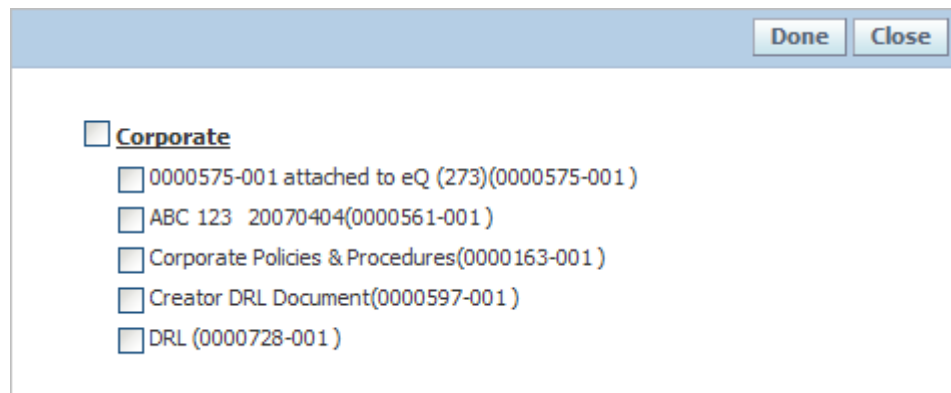 Done Close
Corporate
0000575-001 attached to eQ (273)(0000575-001 )
ABC 123 20070404(0000561-001 )
Corporate Policies & Procedures(0000163-001 )
Creator DRL Document(0000597-001 )
DRL (0000728-001 )